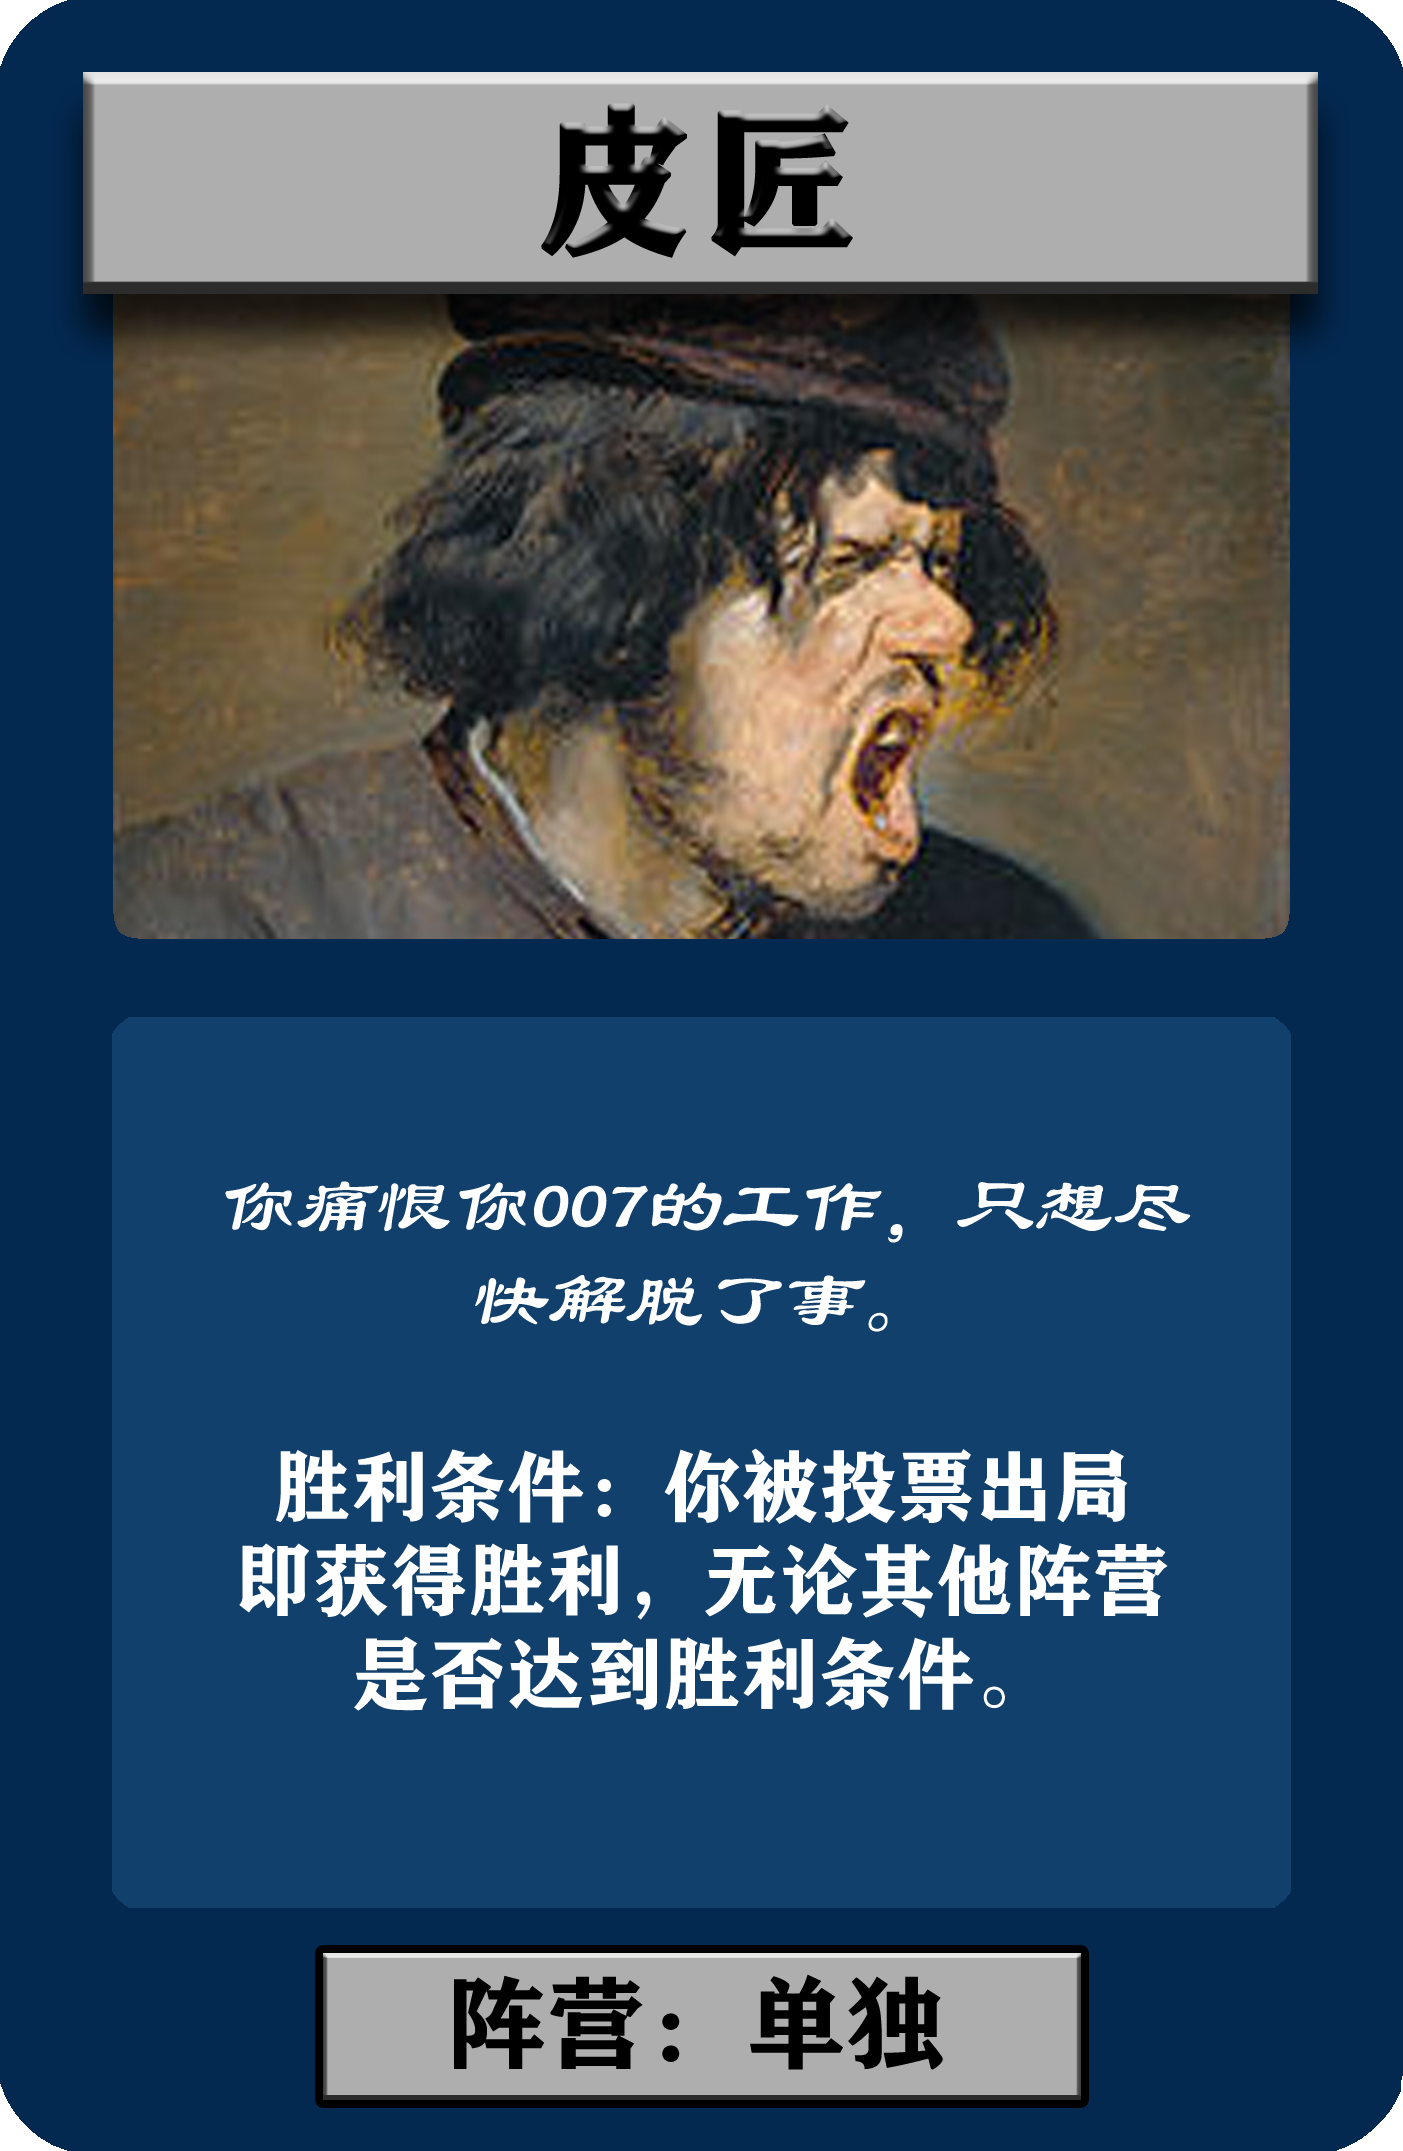 皮匠
你痛恨你007的工作，只想尽
快解脱了事。
胜利条件：你被投票出局
即获得胜利，无论其他阵营
是否达到胜利条件。
阵营：单独